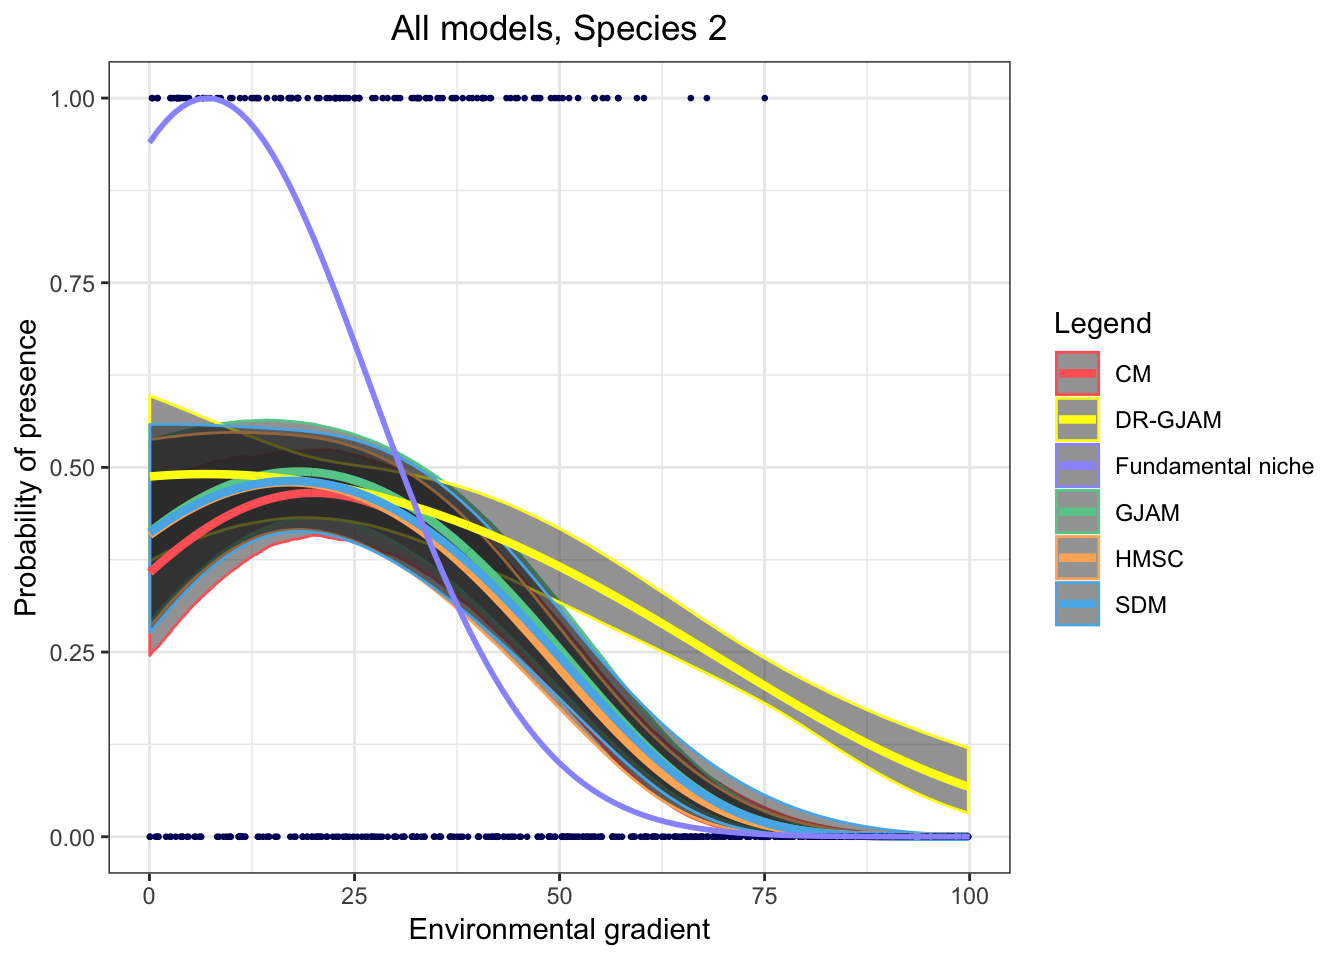 All models, Species 2
Probability of presence
1.00
0.75
0.50
0.25
0.00
0
25
50
75
100
Environmental gradient
Legend
CM
DR-GJAM
Fundamental niche
GJAM
HMSC
SDM